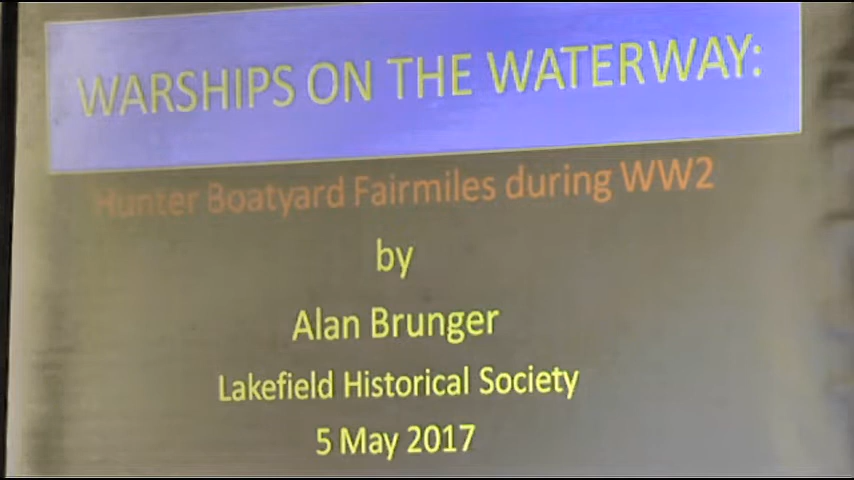 WARSHIPS ON THE WATERWAY:
Hunter Boatyard Fairmiles during WW2
by
Alan Brunger
Lakefield Historical Society
5 May 2017